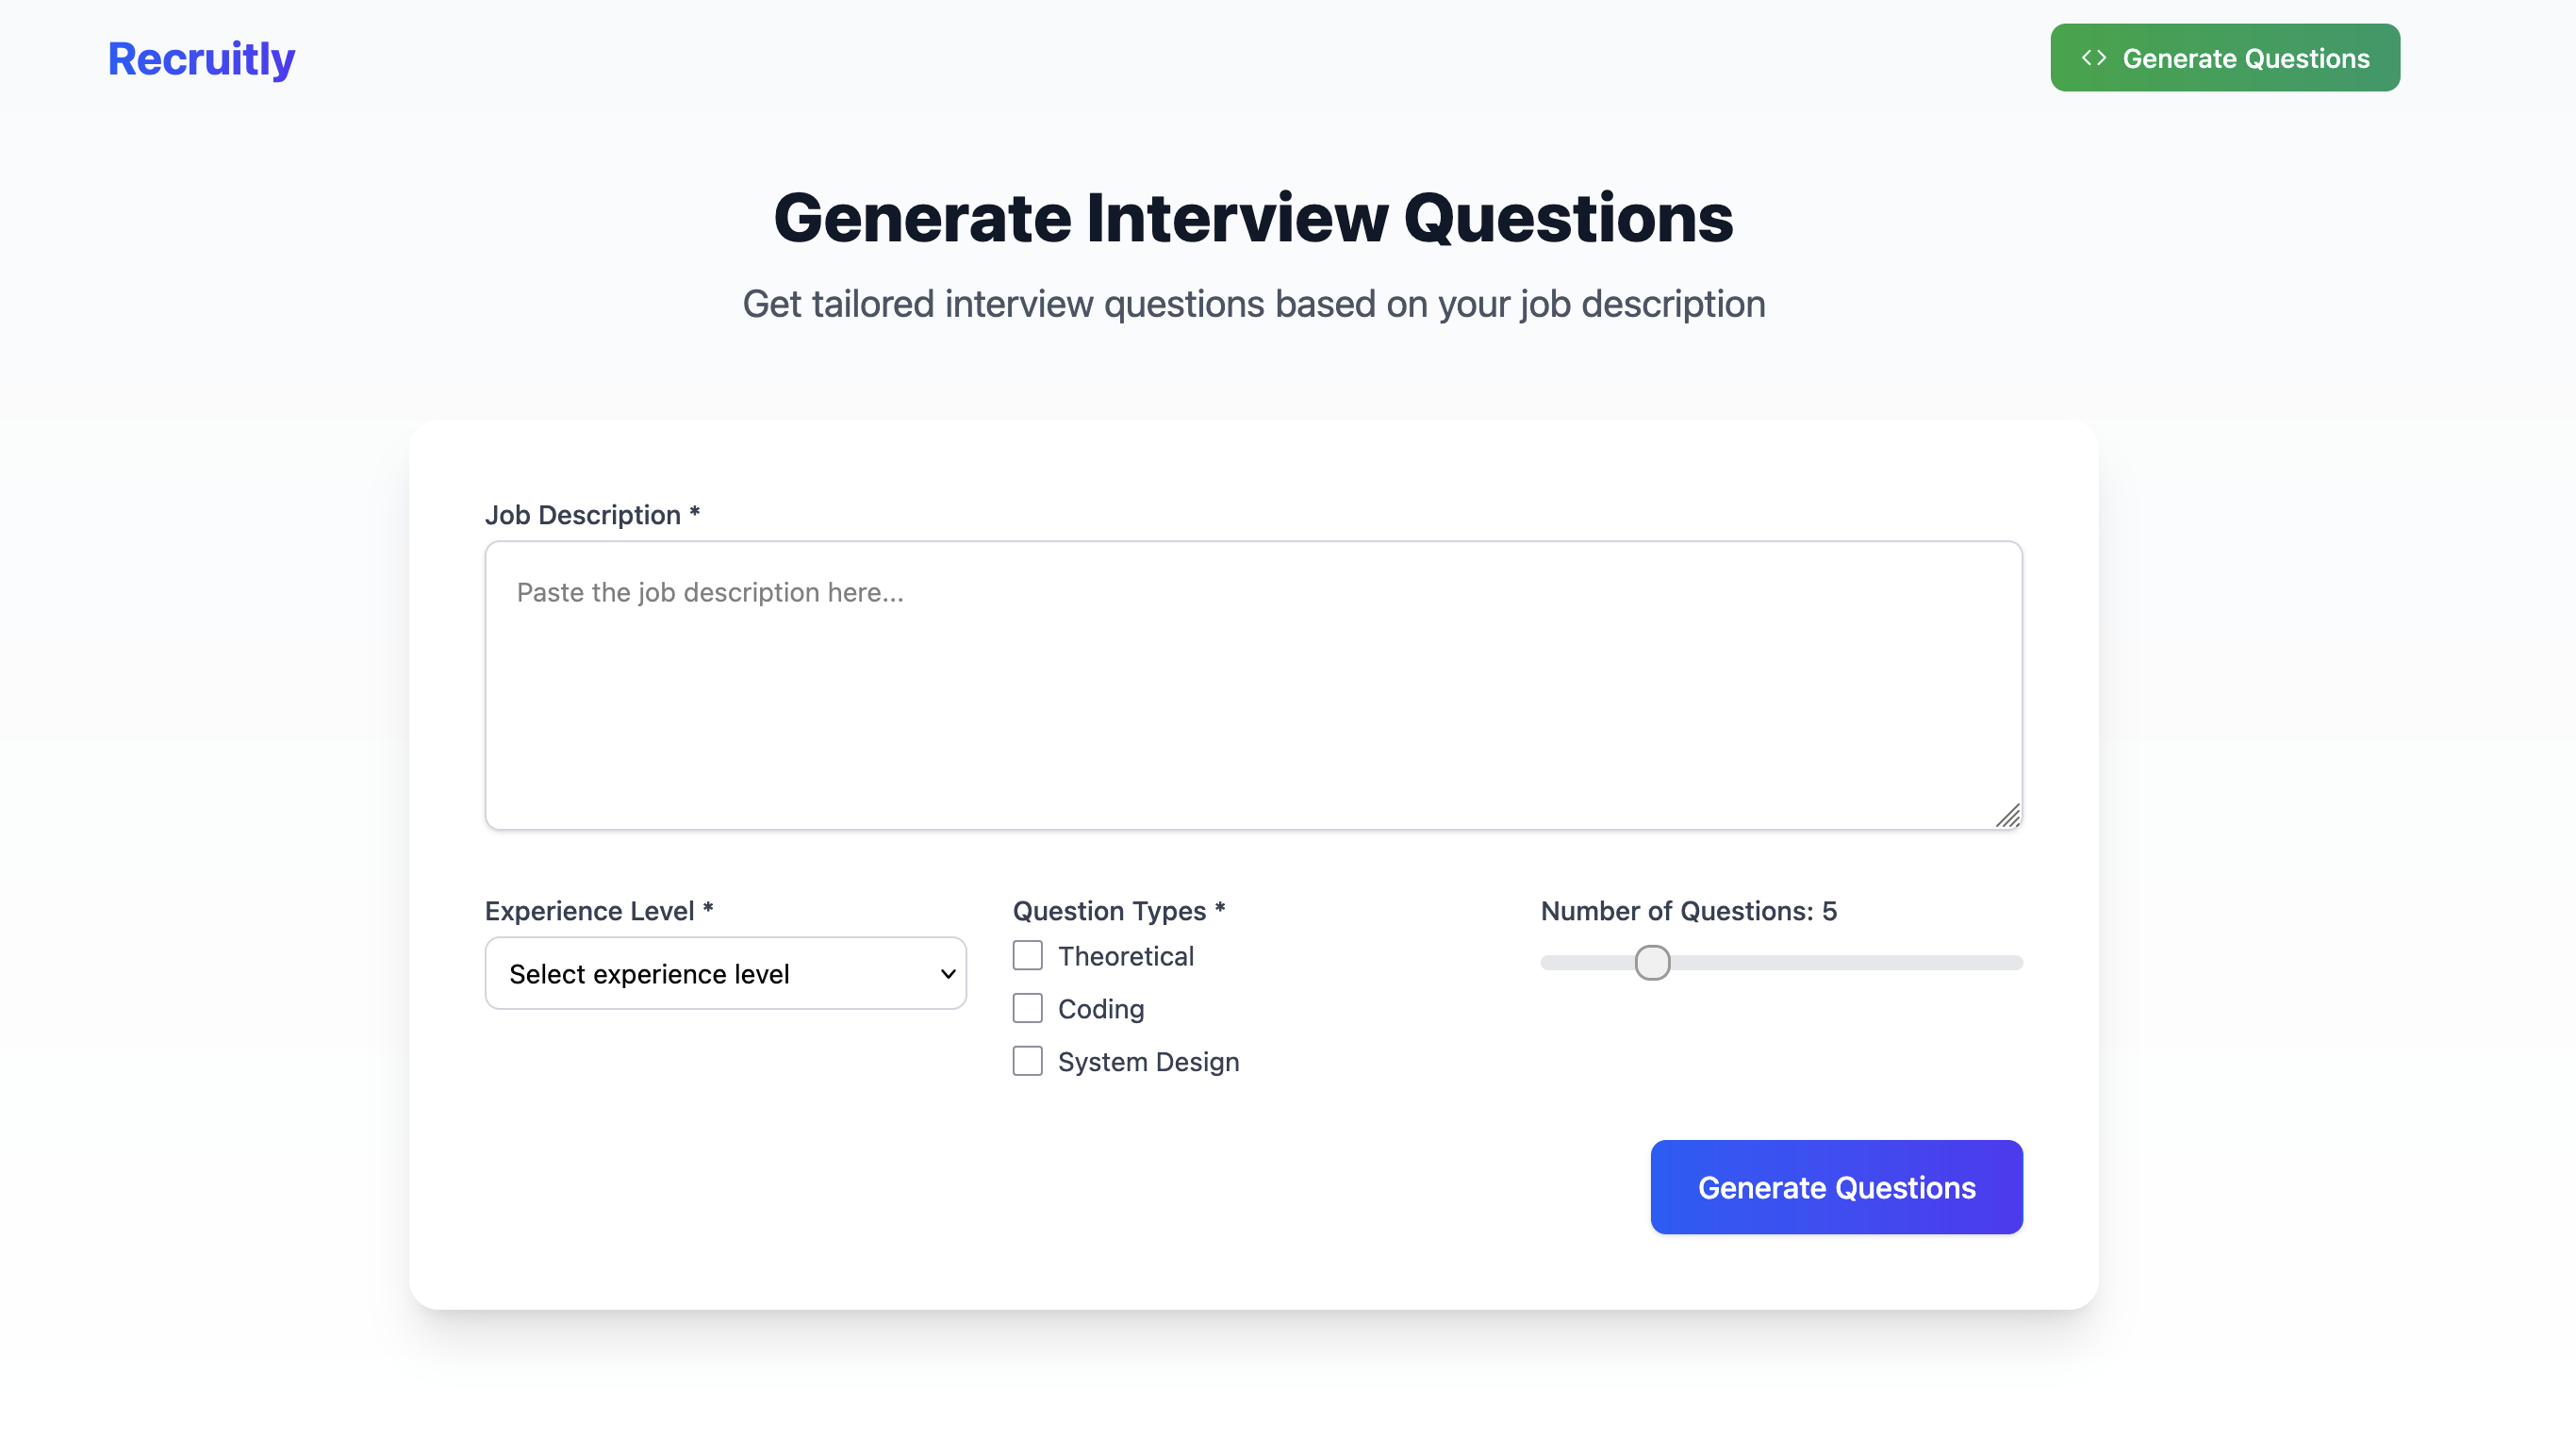 Recruitly
<> Generate Questions
Generate Interview Questions
Get tailored interview questions based on your job description
Job Description *
Paste the job description here...
Experience Level *
Select experience level
Question Types *
Theoretical
Coding
System Design
Number of Questions: 5
Generate Questions